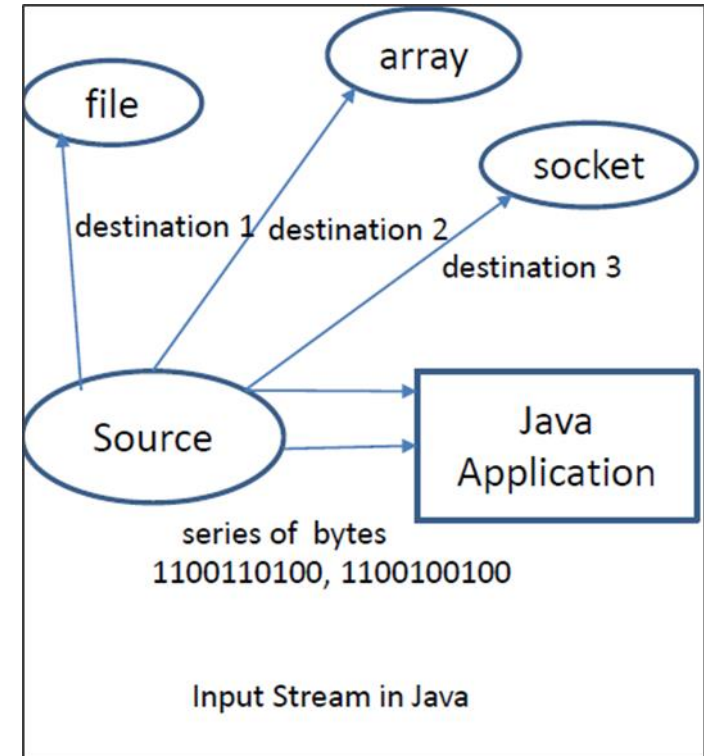 array
file
socket
destination 1
destination 2
destination 3
Source
Java
Application
series of bytes
1100110100, 1100100100
Input Stream in Java